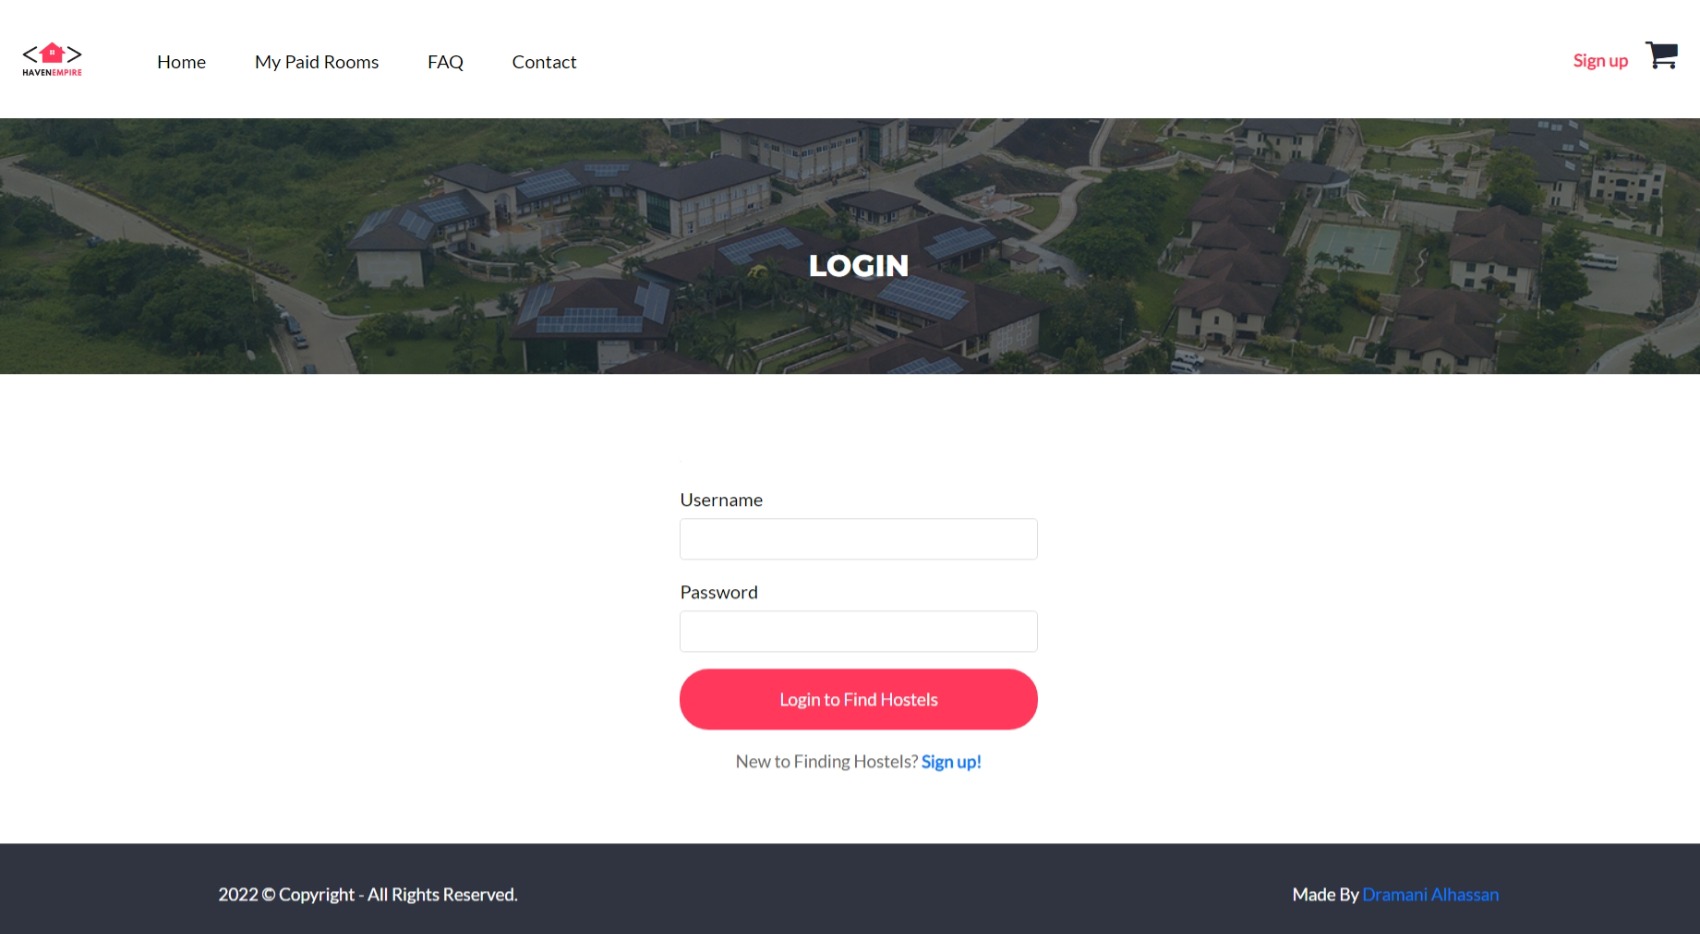 <>
HAVENEMPIRE
Home
My Paid Rooms
FAQ
Contact
Sign up
LOGIN
Username
Password
Login to Find Hostels
New to Finding Hostels? Sign up!
2022 © Copyright - All Rights Reserved.
Made By Dramani Alhassan